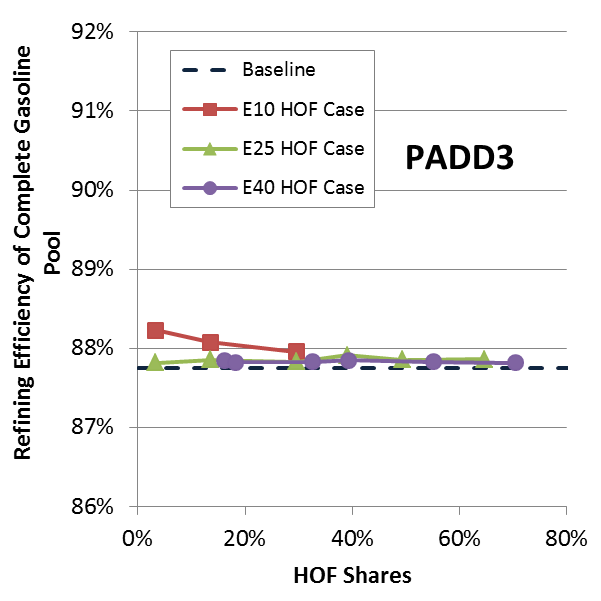 Refining Efficiency of Complete Gasoline
Pool
92%
91%
90%
89%
88%
87%
86%
Baseline
E10 HOF Case
E25 HOF Case
E40 HOF Case
PADD3
0%
20%
40%
60%
80%
HOF Shares